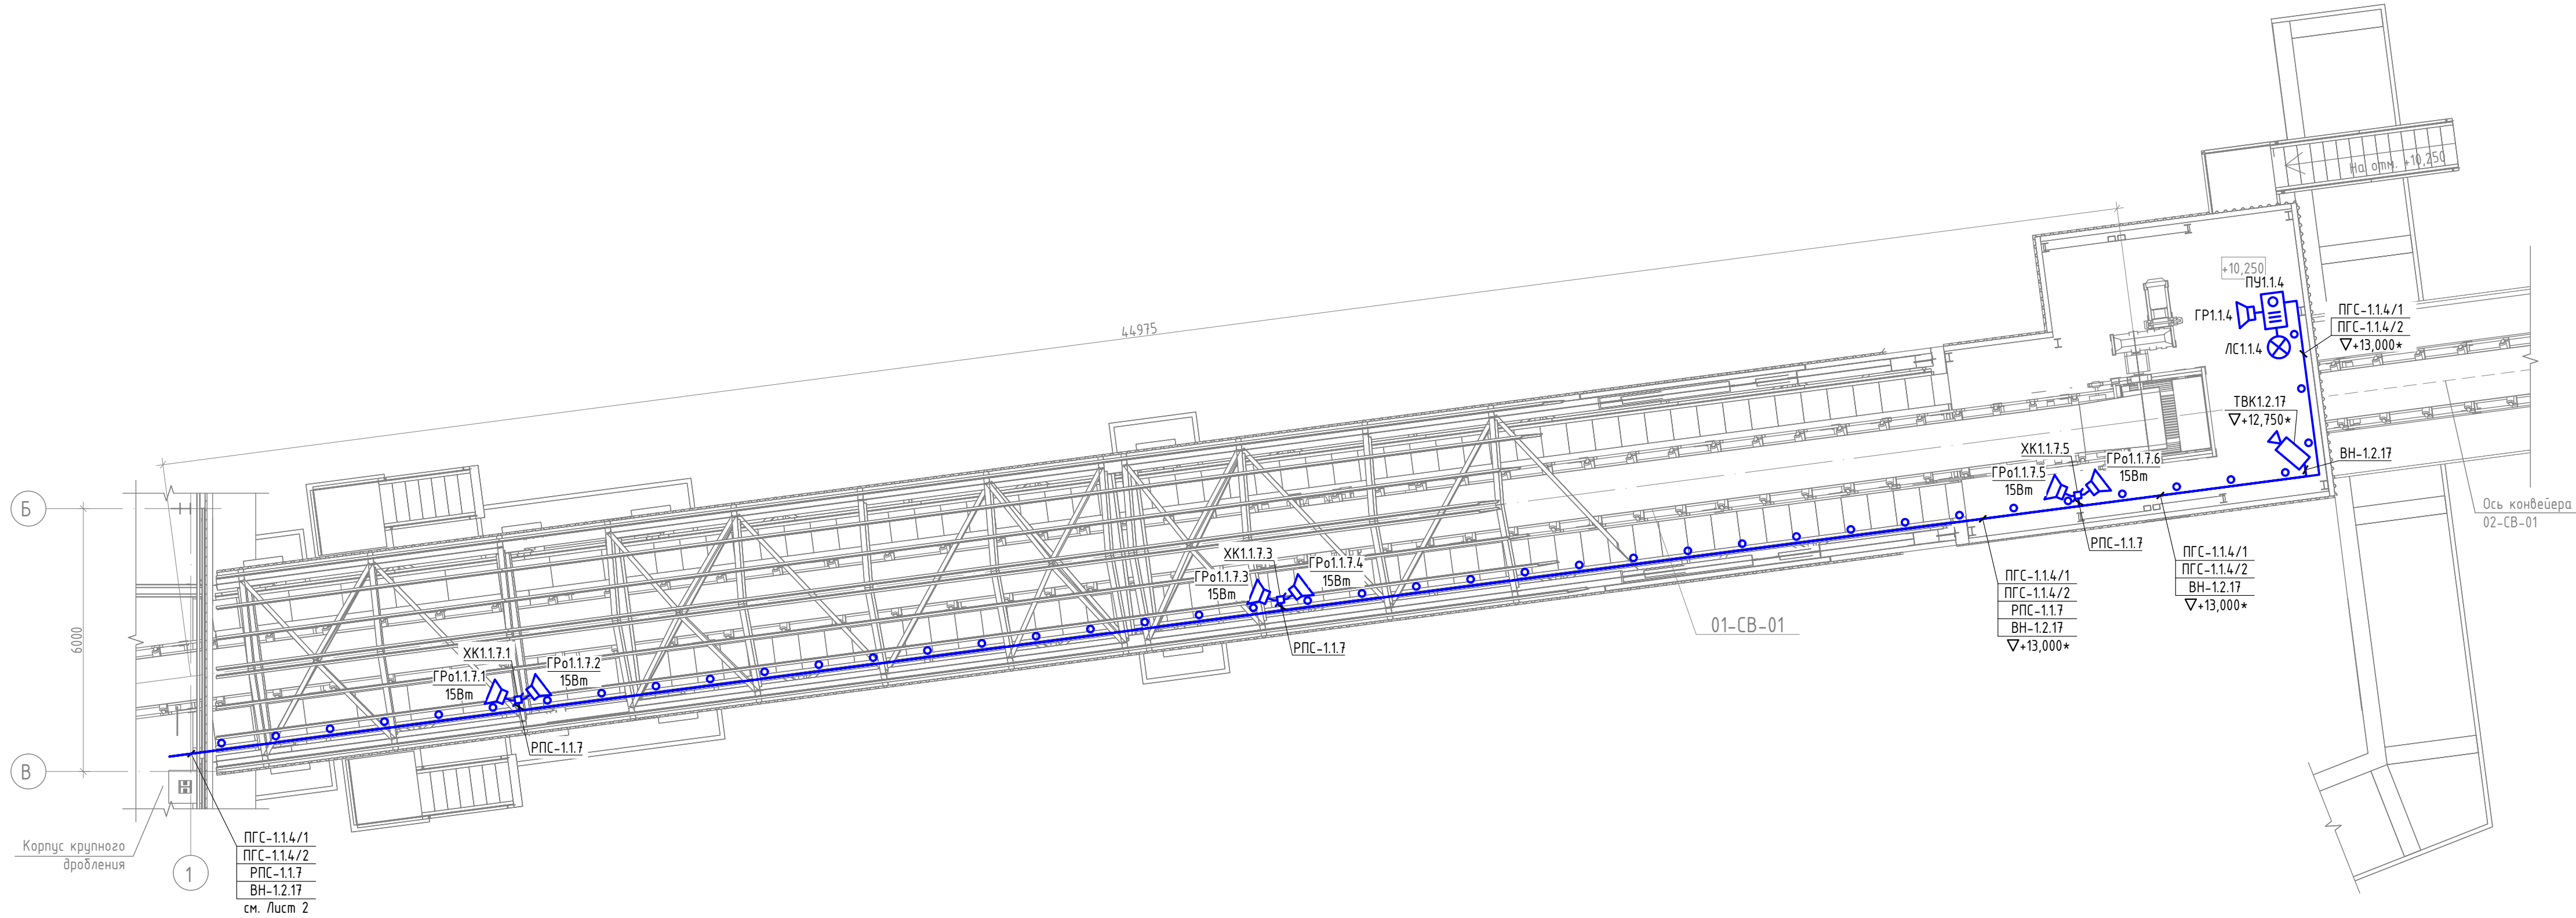 На отм. +10,250
+10,250
ПУ1.1.4
ГР1.1.4
ЛС1.1.4
ПГС-1.1.4/1
ПГС-1.1.4/2
+13,000*
44975
ТВК1.2.17
+12,750*
ВН-1.2.17
ХК1.1.7.5
ГРо1.1.7.5
15Вт
ГРо1.1.7.6
15Вт
Ось конвейера
02-СВ-01
Б
6000
В
1
РПС-1.1.7
ПГС-1.1.4/1
ПГС-1.1.4/2
ВН-1.2.17
+13,000*
ПГС-1.1.4/1
ПГС-1.1.4/2
РПС-1.1.7
ВН-1.2.17
+13,000*
ХК1.1.7.3
ГРо1.1.7.3
15Вт
ГРо1.1.7.4
15Вт
РПС-1.1.7
01-СВ-01
ХК1.1.7.1
ГРо1.1.7.1
15Вт
ГРо1.1.7.2
15Вт
РПС-1.1.7
Корпус крупного
дробления
ПГС-1.1.4/1
ПГС-1.1.4/2
РПС-1.1.7
ВН-1.2.17
см. Лист 2